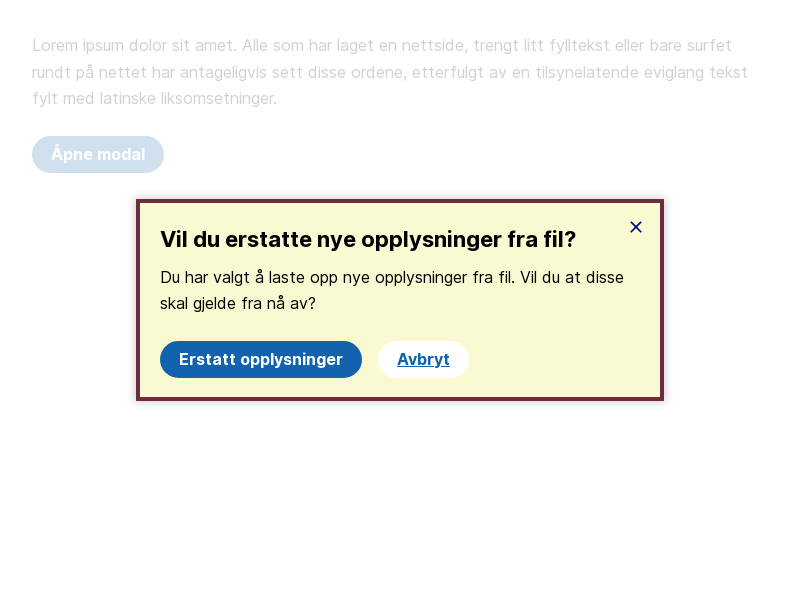 Lorem ipsum dolor sit amet. Alle som har laget en nettside, trengt litt fylltekst eller bare surfet
rundt på nettet har antageligvis sett disse ordene, etterfulgt av en tilsynelatende eviglang tekst
fylt med latinske liksomsetninger.
Åpne modal
Vil du erstatte nye opplysninger fra fil?
Du har valgt å laste opp nye opplysninger fra fil. Vil du at disse
skal gjelde fra nå av?
Erstatt opplysninger
Avbryt